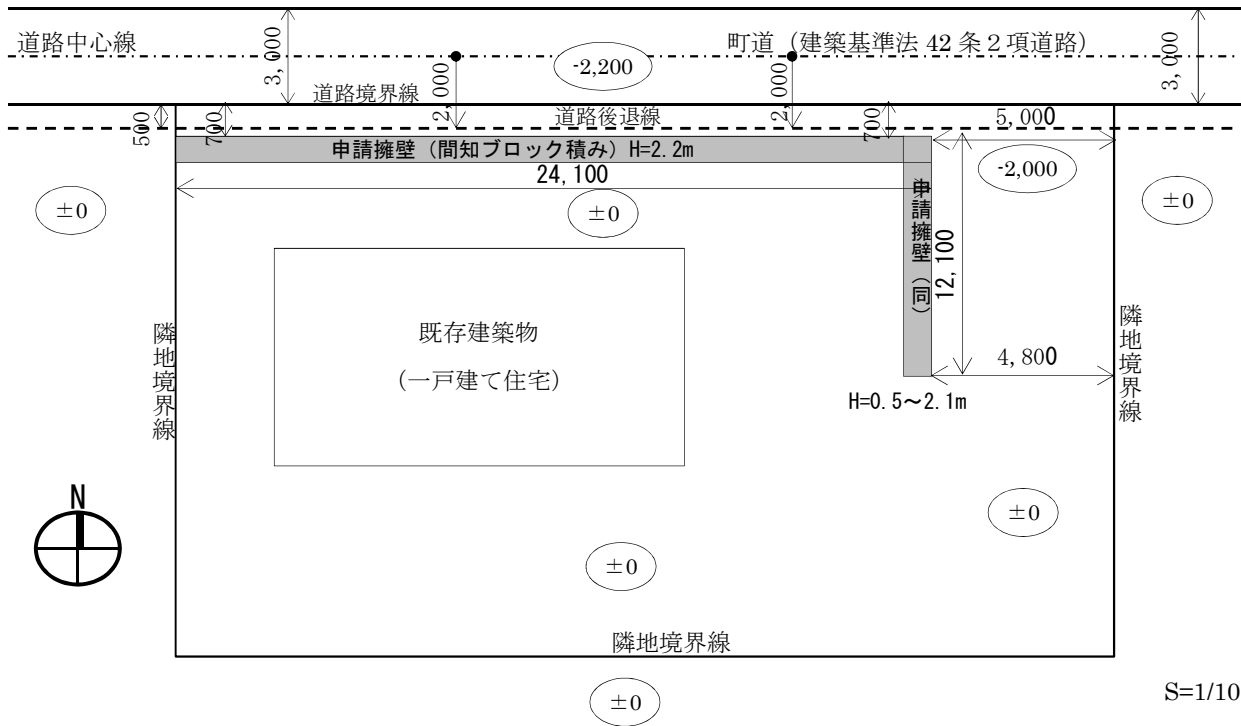 道路中心線
3,000
-2,200
町道（建築基準法 42 条２項道路）
3,000
道路境界線
2,000
2,000
500
700
道路後退線
700
5,000
申請擁壁（間知ブロック積み）H=2.2m
24,100
-2,000
±0
±0
±0
申請擁壁（同）
12,100
既存建築物
（一戸建て住宅）
4,800
H=0.5～2.1m
隣地境界線
隣地境界線
N
±0
±0
隣地境界線
±0
S=1/10